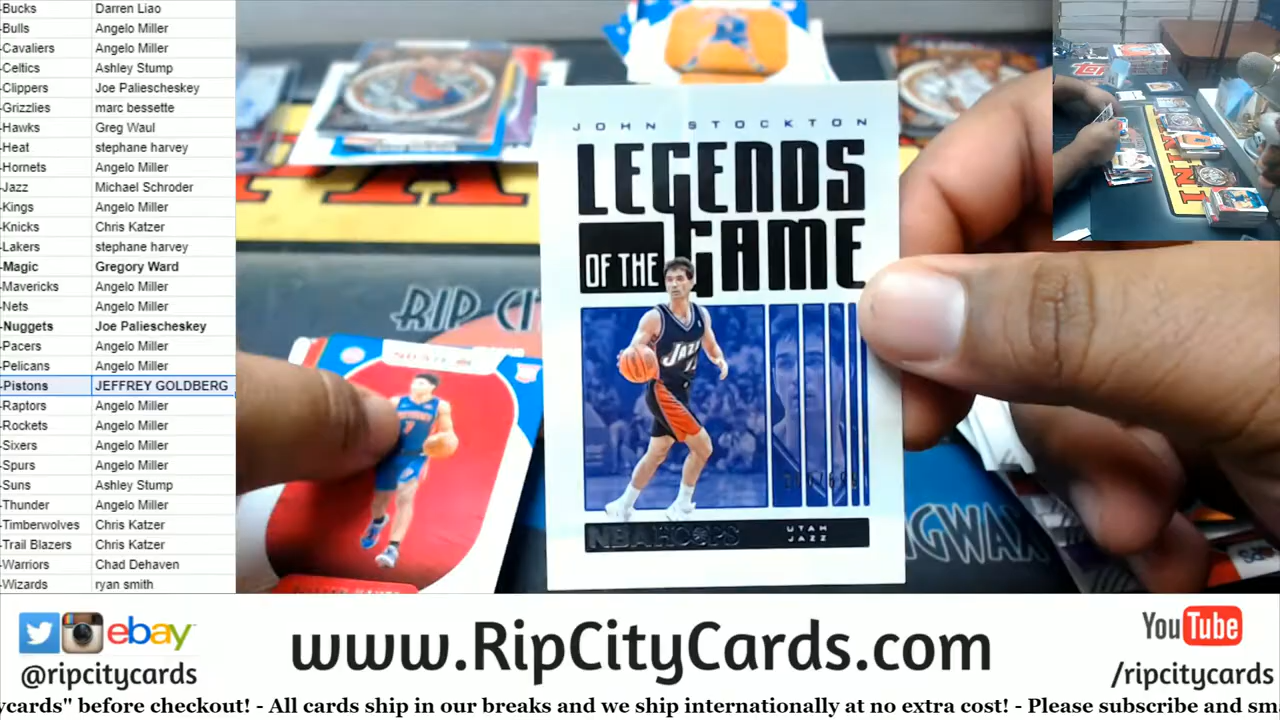 -Bucks Darren Liao
-Bulls Angelo Miller
-Cavaliers Angelo Miller
-Celtics Ashley Stump
-Clippers Joe Paliescheskey
-Grizzlies marc bessette
-Hawks Greg Waul
-Heat stephane harvey
-Hornets Angelo Miller
-Jazz Michael Schroder
-Kings Angelo Miller
-Knicks Chris Katzer
-Lakers stephane harvey
-Magic Gregory Ward
-Mavericks Angelo Miller
-Nets Angelo Miller
-Nuggets Joe Paliescheskey
-Pacers Angelo Miller
-Pelicans Angelo Miller
-Pistons JEFFREY GOLDBERG
-Raptors Angelo Miller
-Rockets Angelo Miller
-Sixers Angelo Miller
-Spurs Angelo Miller
-Suns Ashley Stump
-Thunder Angelo Miller
-Timberwolves Chris Katzer
-Trail Blazers Chris Katzer
-Warriors Chad Dehaven
-Wizards ryan smith
JOHN STOCKTON
LEGENDS
OF THE GAME
JAZZ
NBA HOOPS
UTAH
JAZZ
RIP CI
NGWAX
ebay
@ripcitycards
www.RipCityCards.com
YouTube
/ripcitycards
ycards" before checkout! - All cards ship in our breaks and we ship internationally at no extra cost! - Please subscribe and sm